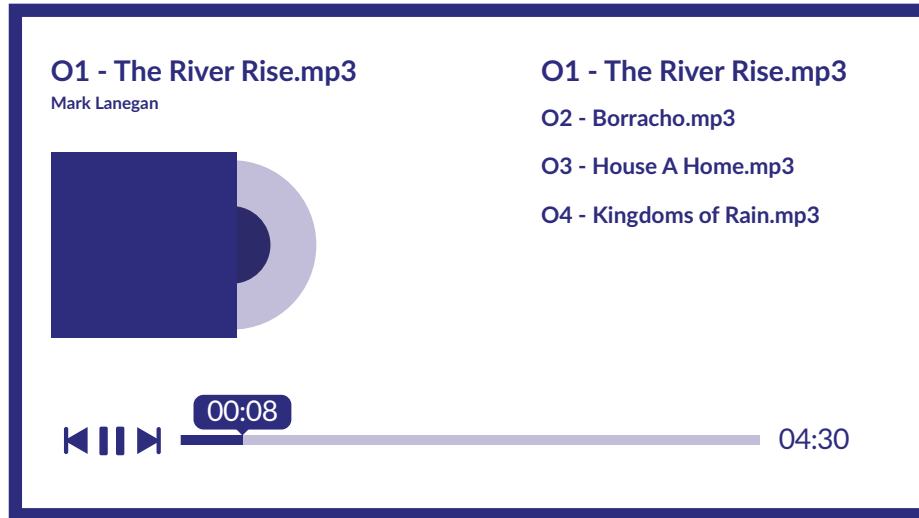 O1 - The River Rise.mp3
Mark Lanegan
O1 - The River Rise.mp3
O2 - Borracho.mp3
O3 - House A Home.mp3
O4 - Kingdoms of Rain.mp3
00:08
04:30